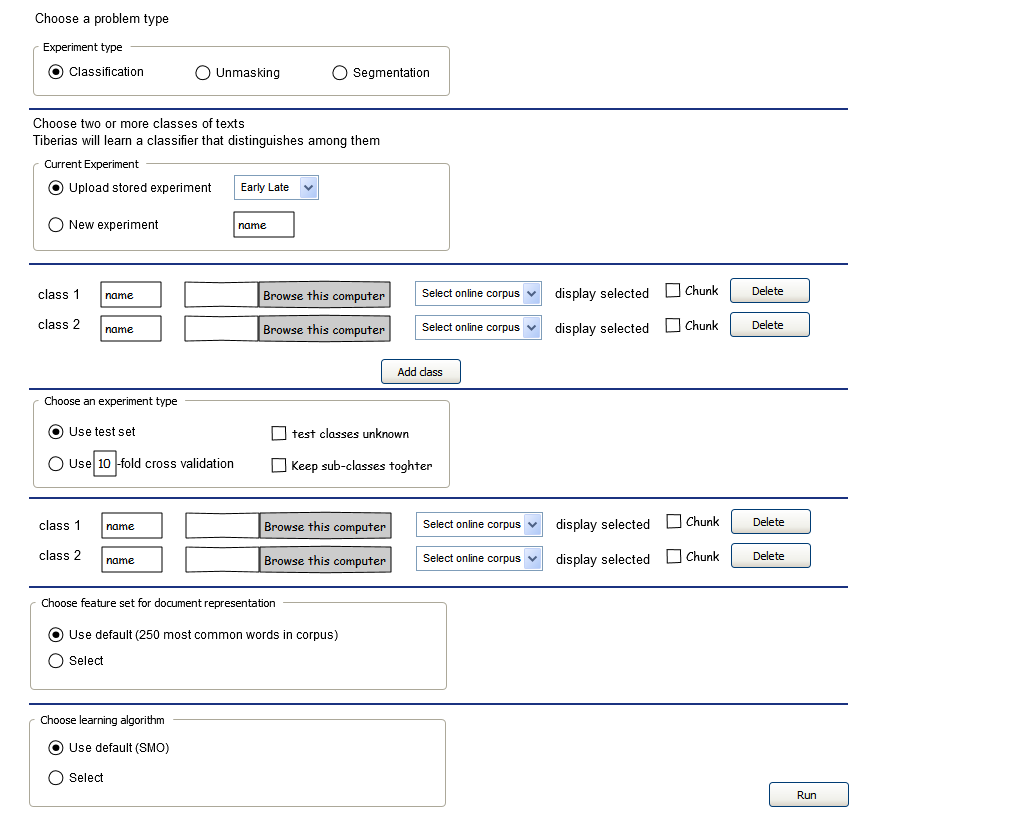 Choose a problem type
Experiment type
Classification Unmasking Segmentation
Choose two or more classes of texts
Tiberias will learn a classifier that distinguishes among them
Current Experiment
Upload stored experiment Early Late
New experiment name
class 1 name Browse this computer Select online corpus display selected Chunk Delete
class 2 name Browse this computer Select online corpus display selected Chunk Delete
Add class
Choose an experiment type
Use test set test classes unknown
Use 10 -fold cross validation Keep sub-classes toghter
class 1 name Browse this computer Select online corpus display selected Chunk Delete
class 2 name Browse this computer Select online corpus display selected Chunk Delete
Choose feature set for document representation
Use default (250 most common words in corpus)
Select
Choose learning algorithm
Use default (SMO)
Select
Run